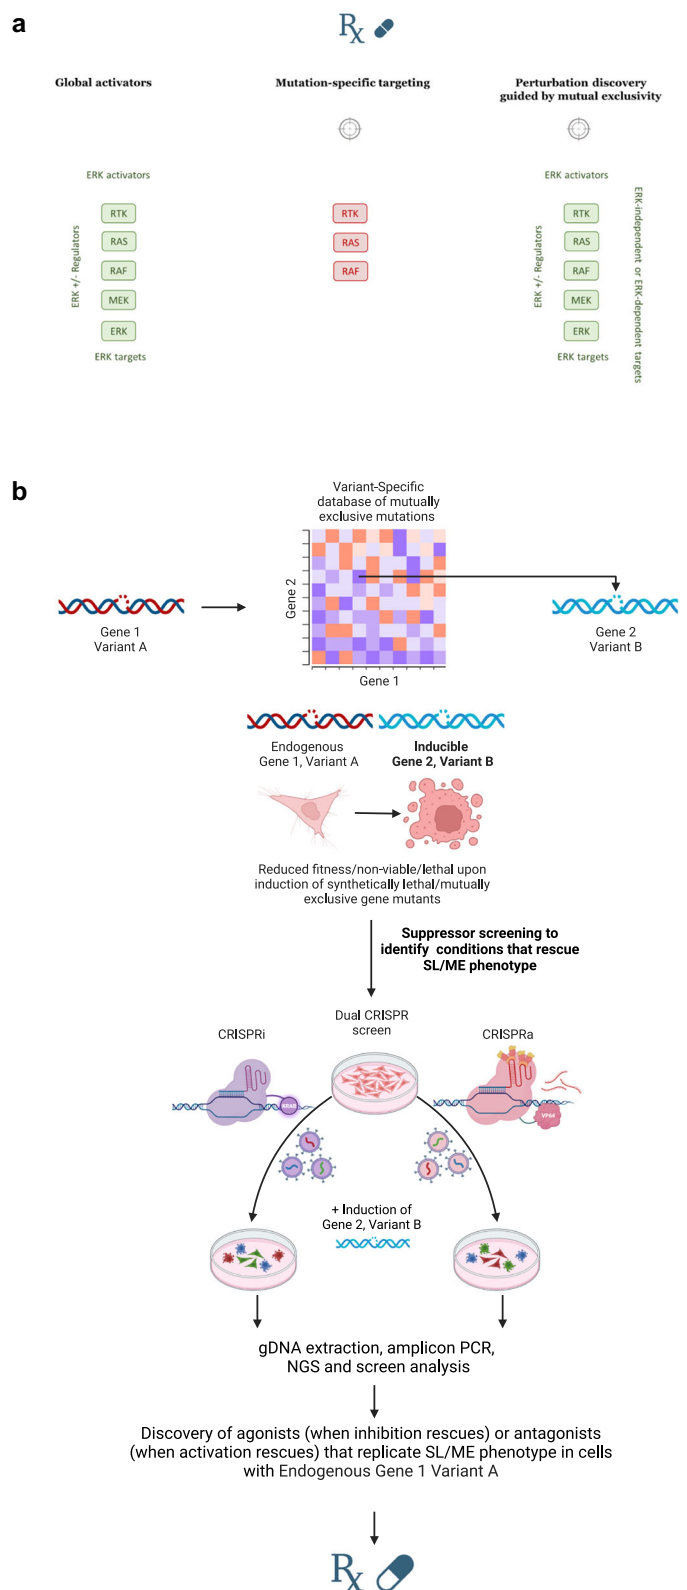 a
Rx
Global activators
Mutation-specific targeting
Perturbation discovery
guided by mutual exclusivity
ERK activators
RTK
RAS
RAF
MEK
ERK
ERK +/- Regulators
ERK targets
RTK
RAS
RAF
ERK activators
RTK
RAS
RAF
MEK
ERK
ERK +/- Regulators
ERK-independent or ERK-dependent targets
ERK targets
b
Variant-Specific
database of mutually
exclusive mutations
Gene 2
Gene 1
Gene 1
Variant A
Gene 2
Variant B
Endogenous
Gene 1, Variant A
Inducible
Gene 2, Variant B
Reduced fitness/non-viable/lethal upon
induction of synthetically lethal/mutually
exclusive gene mutants
Suppressor screening to
identify conditions that rescue
SL/ME phenotype
Dual CRISPR
screen
CRISPRi
CRISPRa
KRAB
VP64
+ Induction of
Gene 2, Variant B
gDNA extraction, amplicon PCR,
NGS and screen analysis
Discovery of agonists (when inhibition rescues) or antagonists
(when activation rescues) that replicate SL/ME phenotype in cells
with Endogenous Gene 1 Variant A
Rx